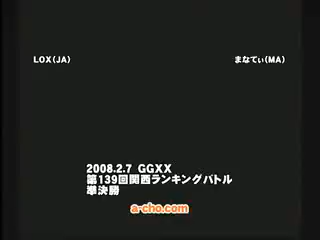 LOX(JA)
まなてぃ(MA)
2008.2.7 GGXX
第139回関西ランキングバトル
準決勝
a-cho.com